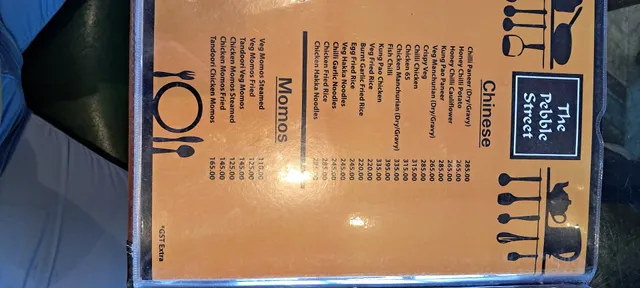 The
Pebble
Street
Chinese
Chilli Paneer (Dry/Gravy) 285.00
Honey Chilli Potato 265.00
Honey Chilli Cauliflower 265.00
Kung Pao Paneer 285.00
Veg Manchurian (Dry/Gravy) 265.00
Crispy Veg 285.00
Chilli Chicken 315.00
Chicken 65 315.00
Chicken Manchurian (Dry/Gravy) 335.00
Fish Chilli 395.00
Kung Pao Chicken 335.00
Veg Fried Rice 220.00
Burnt Garlic Fried Rice 220.00
Egg Fried Rice 265.00
Veg Hakka Noodles 245.00
Chilli Garlic Noodles 245.00
Chicken Fried Rice 285.00
Chicken Hakka Noodles
Momos
Veg Momos Steamed 110.00
Veg Momos Fried 125.00
Tandoori Veg Momos 145.00
Chicken Momos Steamed 125.00
Chicken Momos Fried 145.00
Tandoori Chicken Momos 165.00
*GST Extra